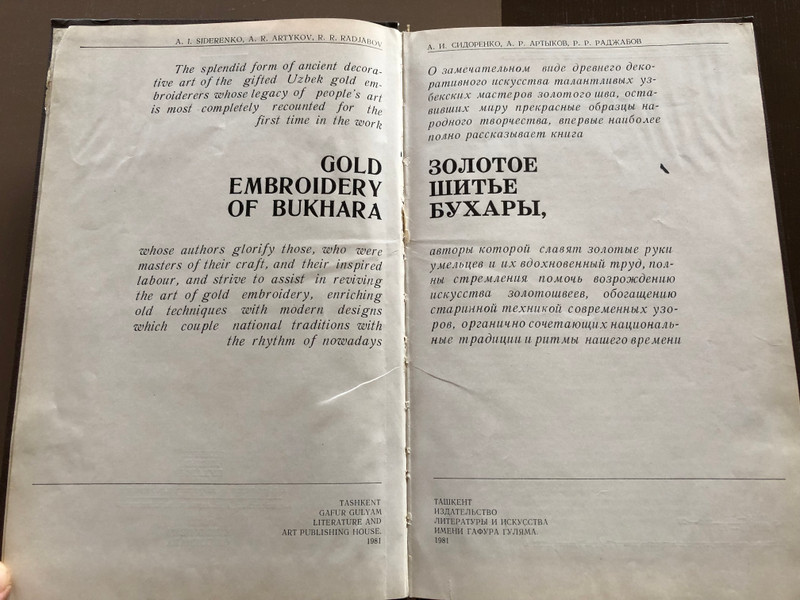 A. I. SIDERENKO, A. R. ARTYKOV, R. R. RADJABOV
The splendid form of ancient decora-
tive art of the gifted Uzbek gold em-
broiderers whose legacy of people's art
is most completely recounted for the
first time in the work
GOLD
EMBROIDERY
OF BUKHARA
whose authors glorify those, who were
masters of their craft, and their inspired
labour, and strive to assist in reviving
the art of gold embroidery, enriching
old techniques with modern designs
which couple national traditions with
the rhythm of nowadays
TASHKENT
GAFUR GULYAM
LITERATURE AND
ART PUBLISHING HOUSE.
1981
А. И. СИДОРЕНКО, А. Р. АРТЫКОВ, Р. Р. РАДЖАБОВ
О замечательном виде древнего деко-
ративного искусства талантливых уз-
бекских мастеров золотого шва, оста-
вивших миру прекрасные образцы на-
родного творчества, впервые наиболее
полно рассказывает книга
ЗОЛОТОЕ
ШИТЬЕ
БУХАРЫ,
авторы которой славят золотые руки
умельцев и их вдохновенный труд, пол-
ны стремления помочь возрождению
искусства золотошвеев, обогащению
старинной техникой современных узо-
ров, органично сочетающих националь-
ные традиции и ритмы нашего времени
ТАШКЕНТ
ИЗДАТЕЛЬСТВО
ЛИТЕРАТУРЫ И ИСКУССТВА
ИМЕНИ ГАФУРА ГУЛЯМА
1981